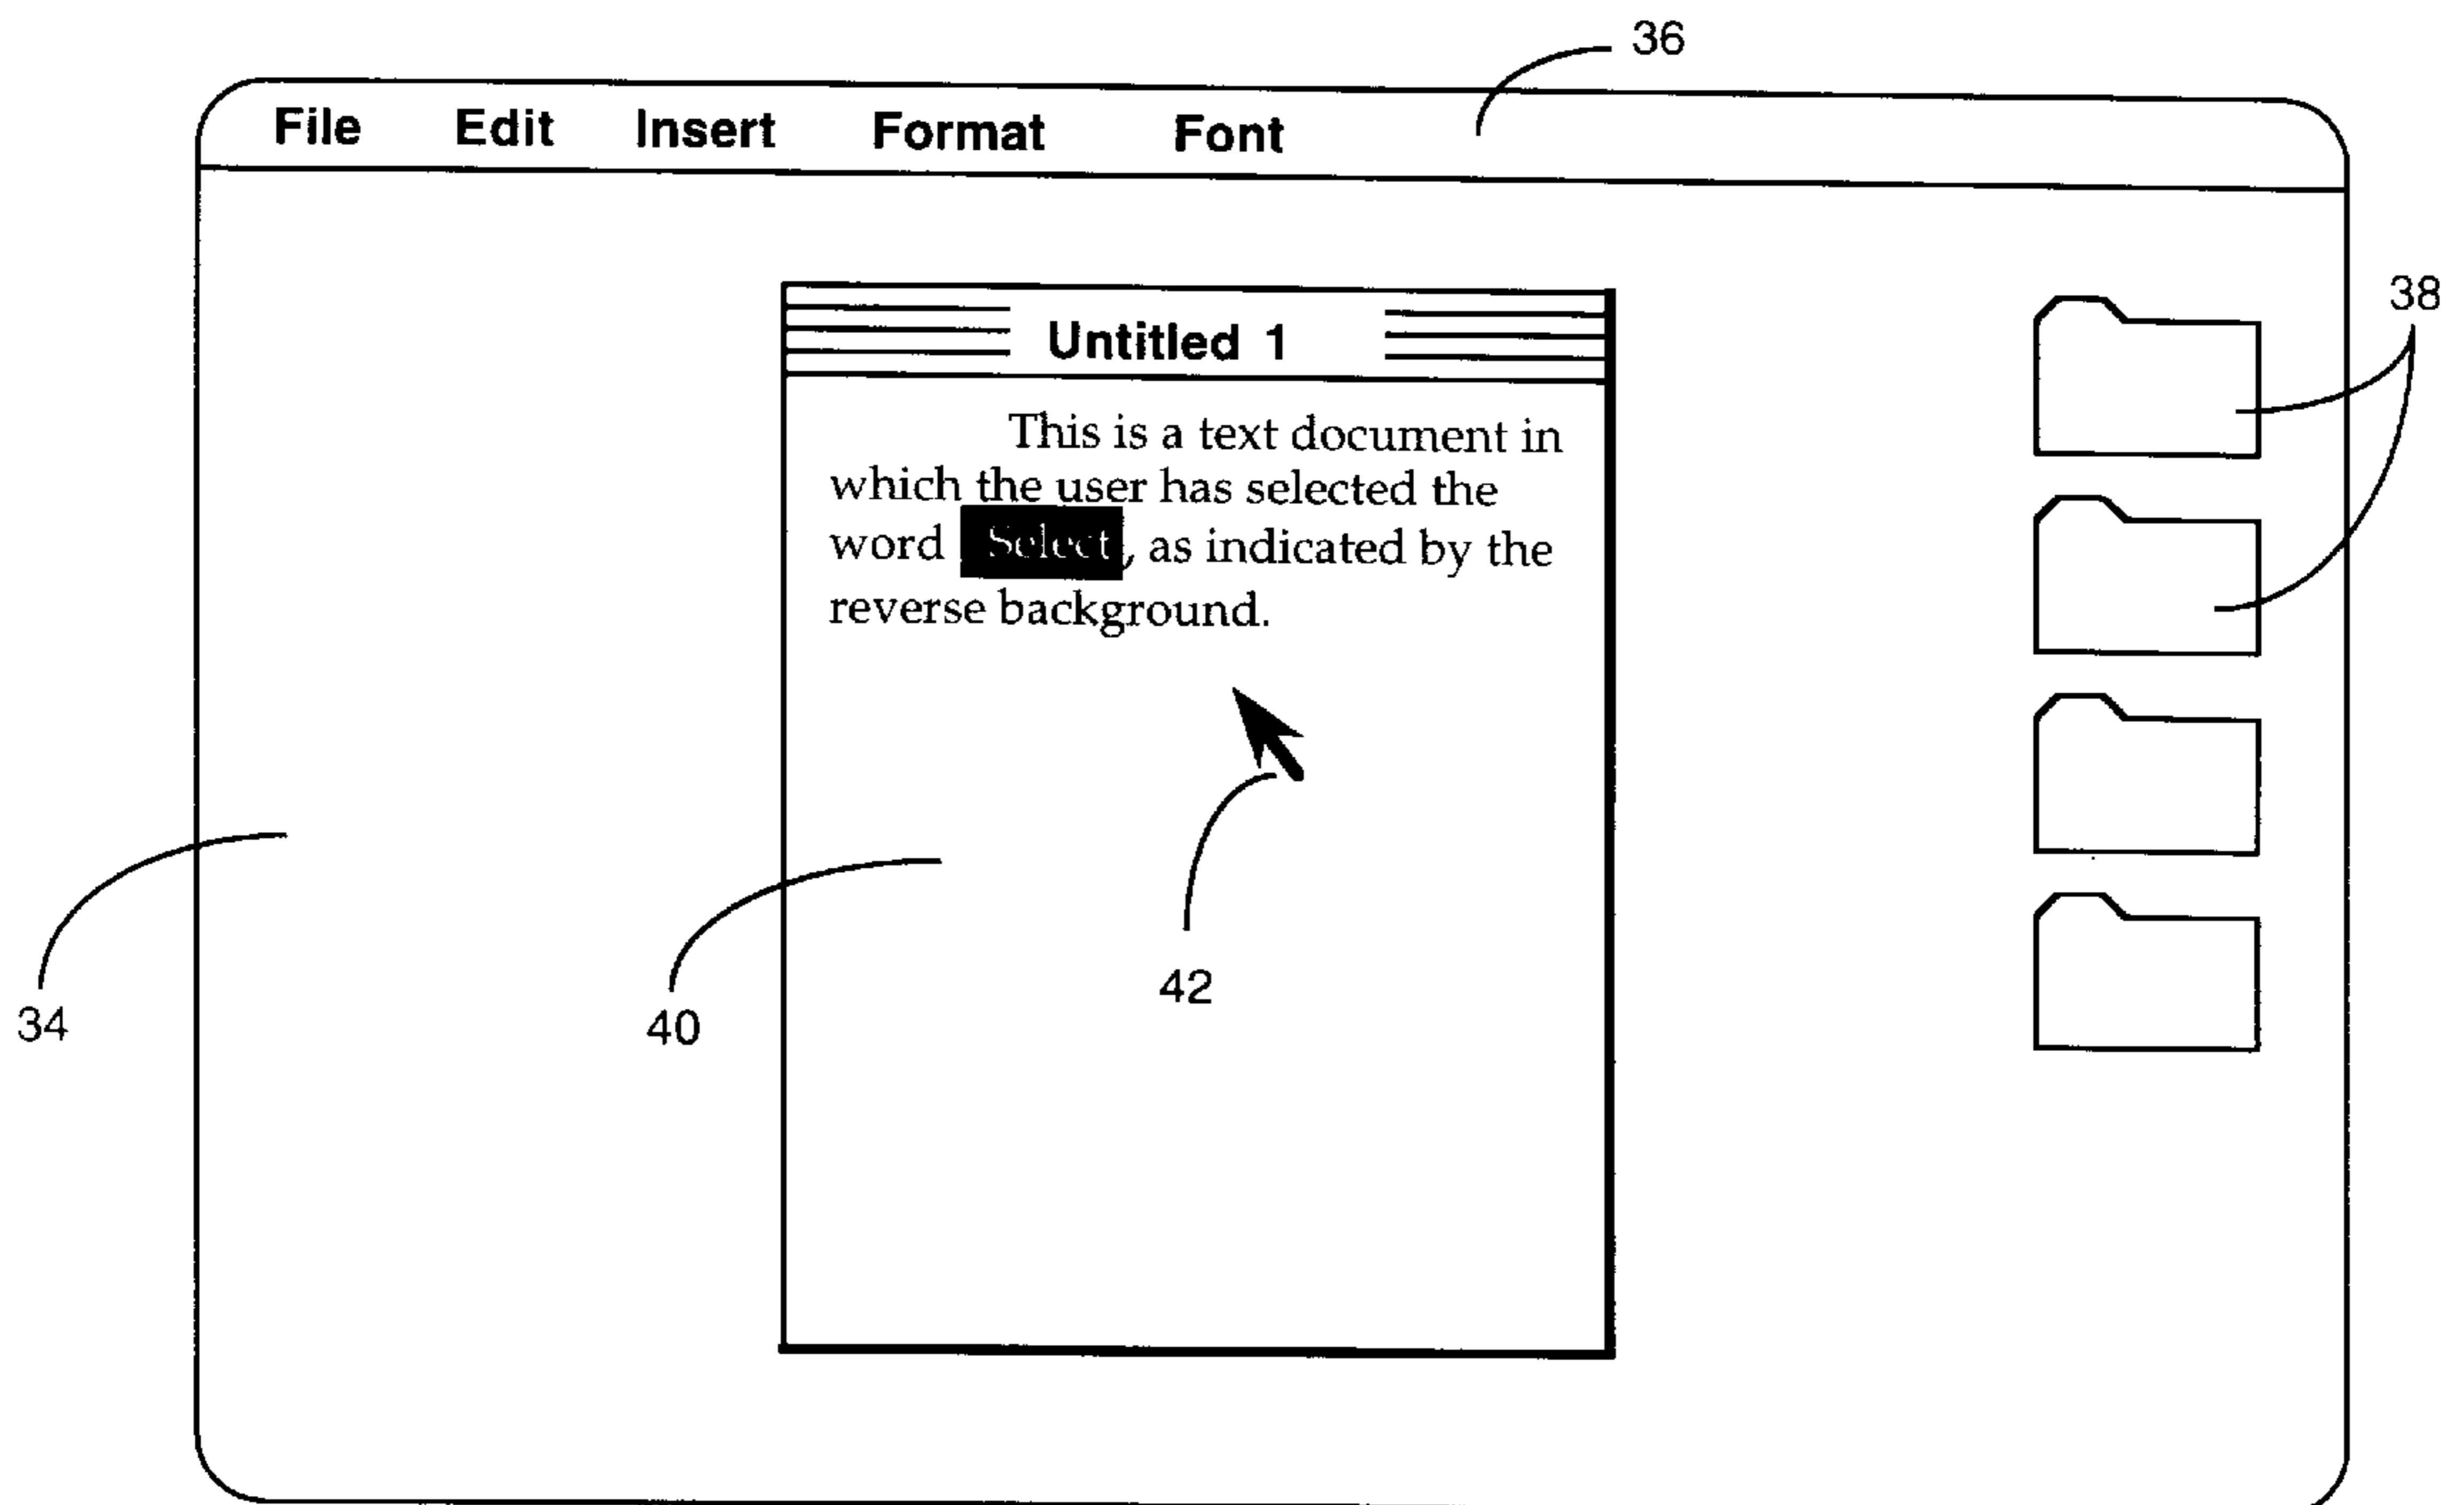 36
File Edit Insert Format Font
38
Untitled 1
This is a text document in
which the user has selected the
word Select, as indicated by the
reverse background.
42
34
40